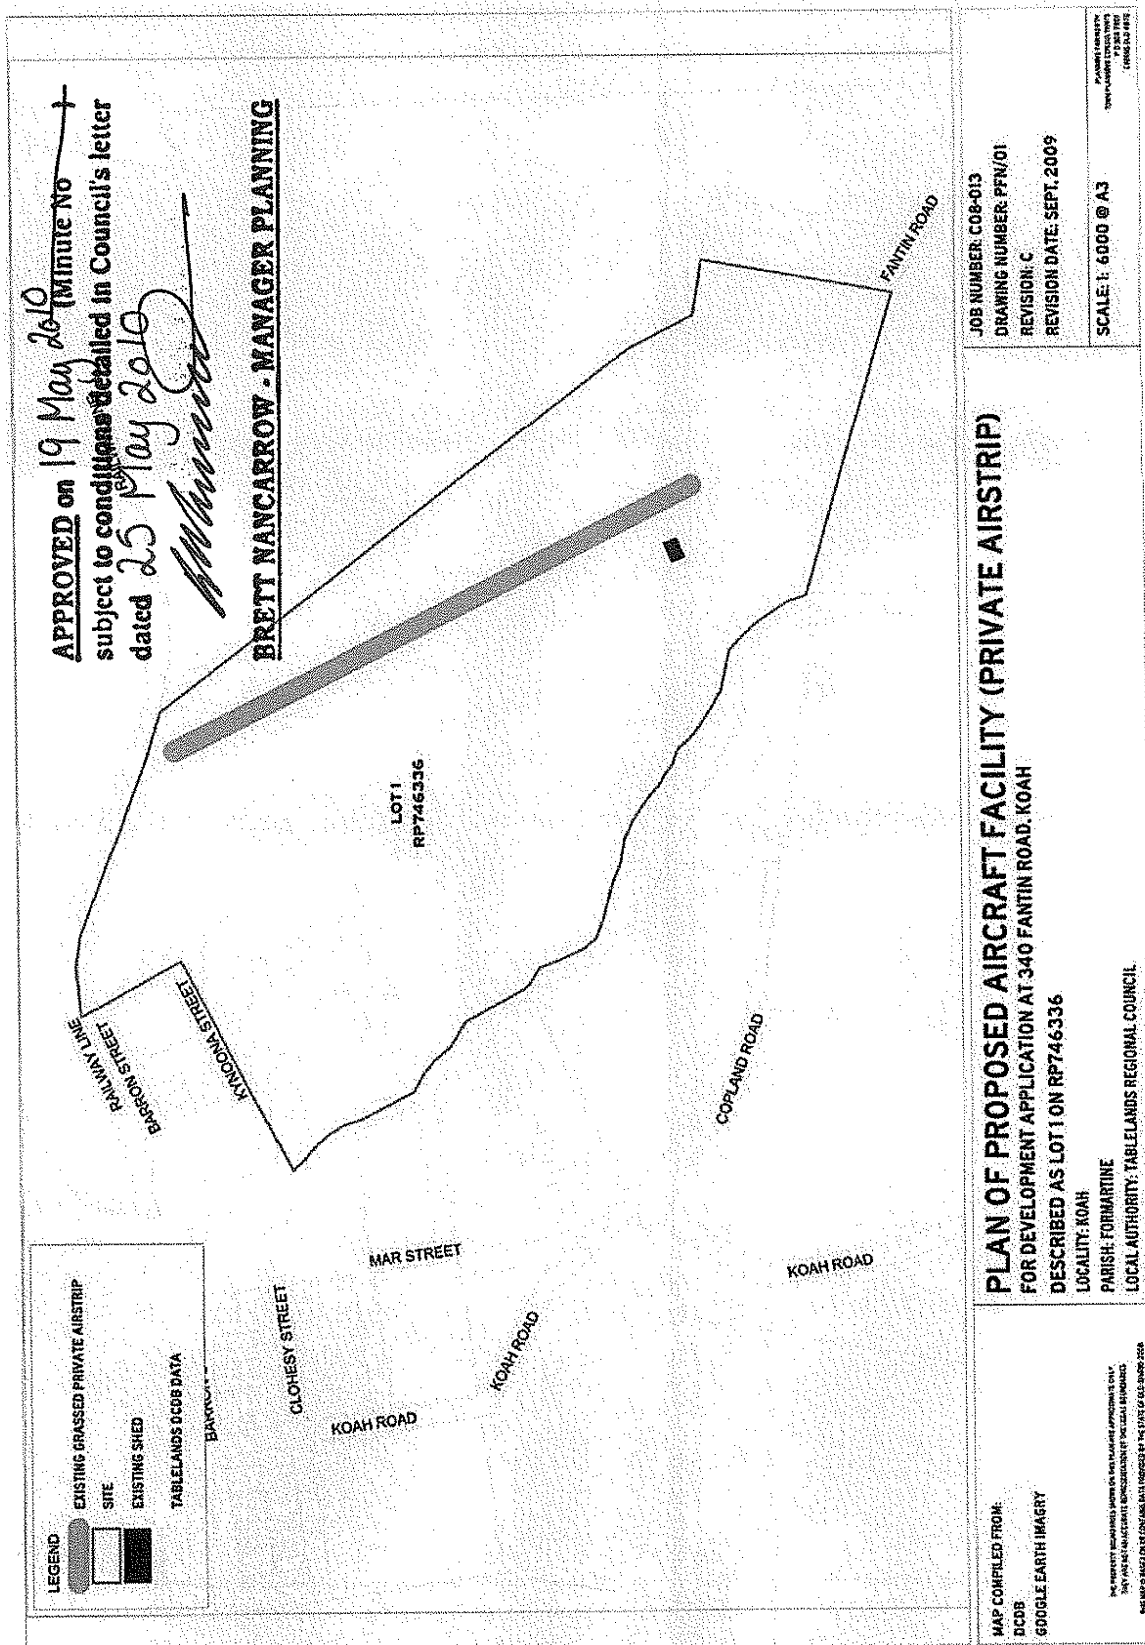 APPROVED on 19 May 2010 (Minute No
subject to conditions detailed in Council's letter
dated 25 May 2010
BRETT NANCARROW - MANAGER PLANNING
LEGEND
EXISTING GRASSED PRIVATE AIRSTRIP
SITE
EXISTING SHED
TABLELANDS DCDB DATA
RAILWAY LINE
BARRON STREET
KYNOONA STREET
LOT 1
RP746336
CLOHESY STREET
MAR STREET
KOAH ROAD
KOAH ROAD
KOAH ROAD
COPLAND ROAD
FANTIN ROAD
MAP COMPILED FROM:
DCDB
GOOGLE EARTH IMAGRY
PLAN OF PROPOSED AIRCRAFT FACILITY (PRIVATE AIRSTRIP)
FOR DEVELOPMENT APPLICATION AT 340 FANTIN ROAD, KOAH
DESCRIBED AS LOT 1 ON RP746336
LOCALITY: KOAH
PARISH: FORMARTINE
LOCAL AUTHORITY: TABLELANDS REGIONAL COUNCIL
JOB NUMBER: COB-013
DRAWING NUMBER: PFN/01
REVISION: C
REVISION DATE: SEPT. 2009
SCALE: 1: 6000 @ A3